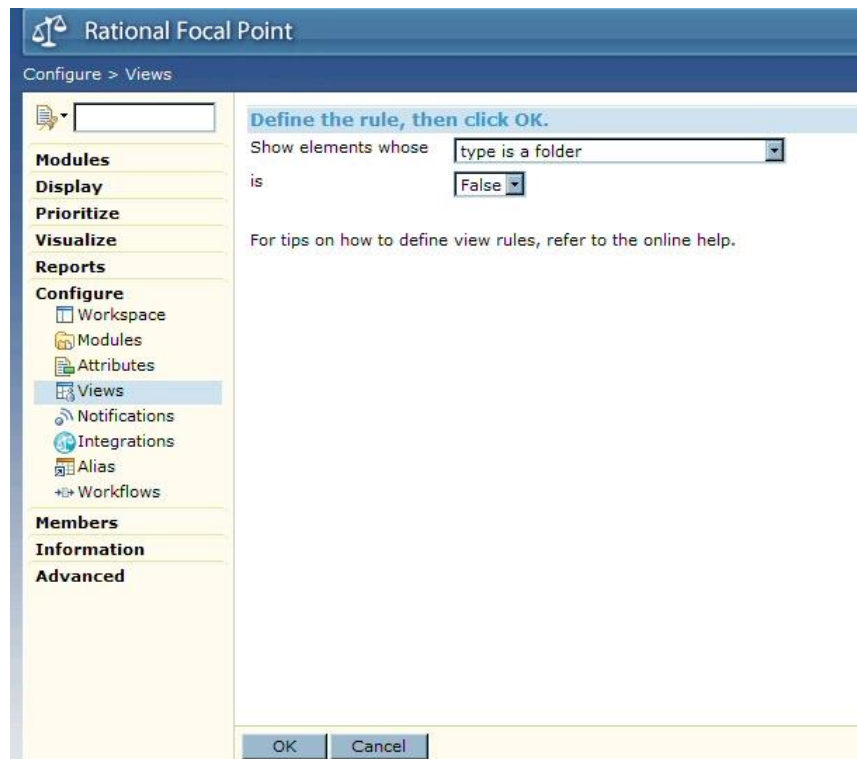 Rational Focal Point
Configure > Views
Modules
Display
Prioritize
Visualize
Reports
Configure
Workspace
Modules
Attributes
Views
Notifications
Integrations
Alias
Workflows
Members
Information
Advanced
Define the rule, then click OK.
Show elements whose type is a folder
is False
For tips on how to define view rules, refer to the online help.
OK Cancel